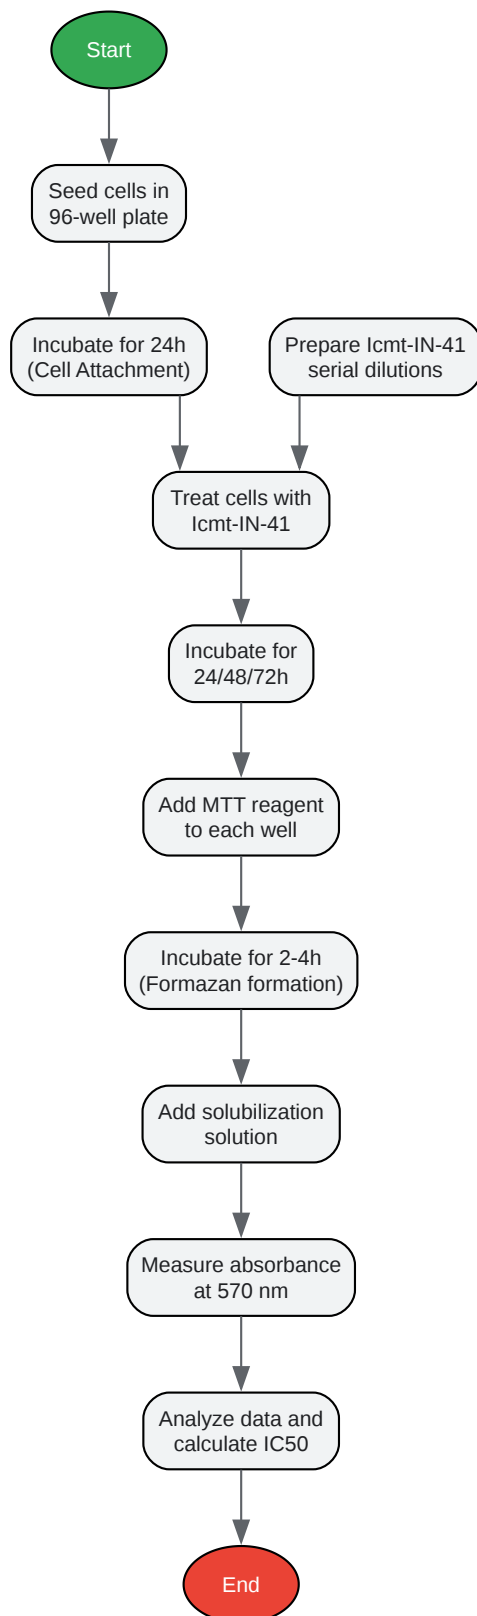 Start
Seed cells in
96-well plate
Incubate for 24h
(Cell Attachment)
Prepare Icmt-IN-41
serial dilutions
Treat cells with
Icmt-IN-41
Incubate for
24/48/72h
Add MTT reagent
to each well
Incubate for 2-4h
(Formazan formation)
Add solubilization
solution
Measure absorbance
at 570 nm
Analyze data and
calculate IC50
End